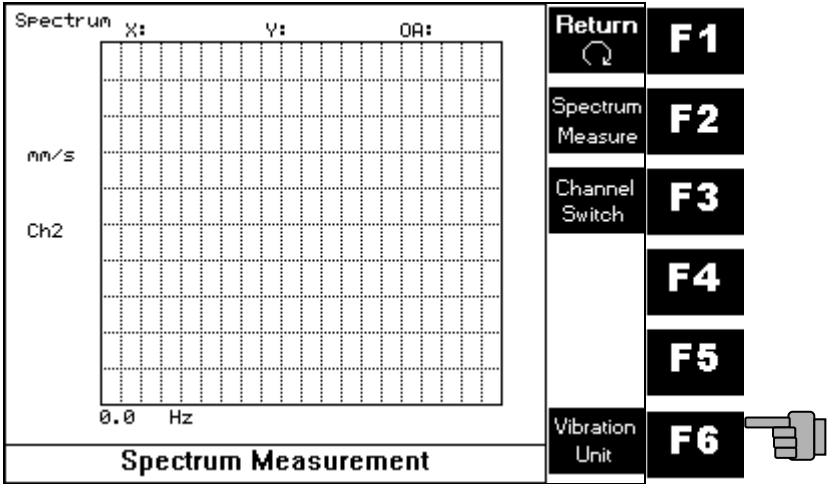 Spectrum X: Y: OA:
mm/s
Ch2
0.0 Hz
Spectrum Measurement
Return
F1
Spectrum
Measure
F2
Channel
Switch
F3
F4
F5
Vibration
Unit
F6